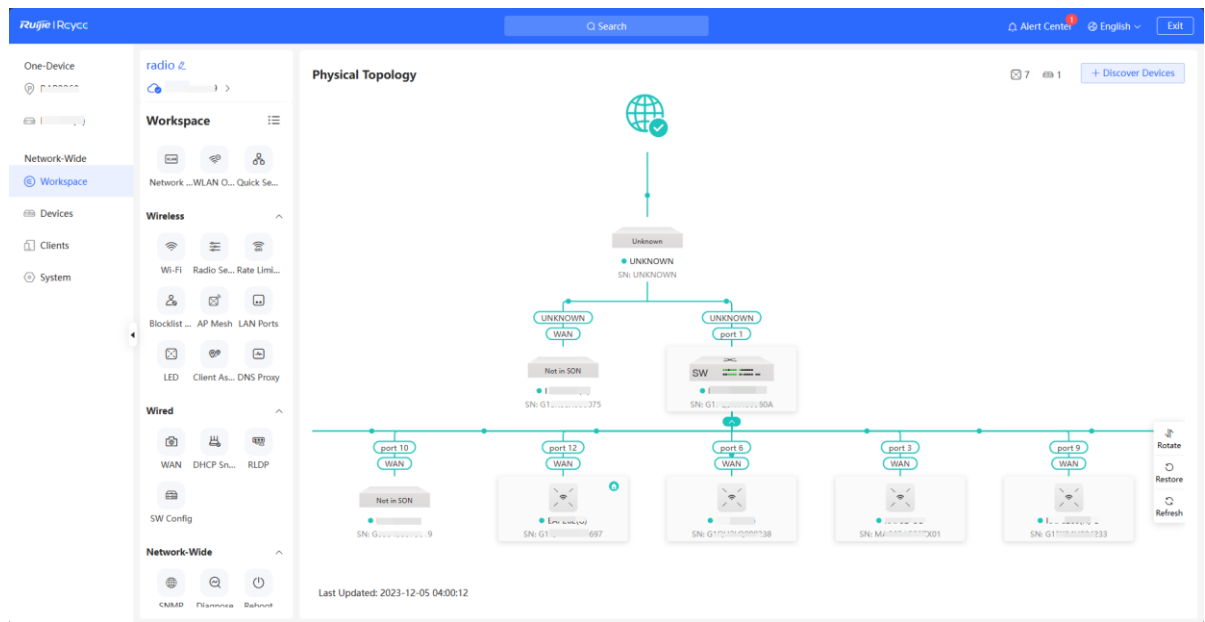 Ruijie | Rcycc
Search
Alert Center
1
English
Exit
One-Device
Network-Wide
Workspace
Devices
Clients
System
radio
Workspace
Network ...
WLAN O...
Quick Se...
Wireless
Wi-Fi
Radio Se...
Rate Limi...
Blocklist ...
AP Mesh
LAN Ports
LED
Client As...
DNS Proxy
Wired
WAN
DHCP Sn...
RLDP
SW Config
Network-Wide
SNMP
Diagnose
Reboot
Physical Topology
7
1
+ Discover Devices
Unknown
UNKNOWN
SN: UNKNOWN
UNKNOWN
WAN
UNKNOWN
port 1
Not in SON
SW
port 10
WAN
port 12
WAN
port 6
WAN
port 3
WAN
port 9
WAN
Not in SON
Rotate
Restore
Refresh
Last Updated: 2023-12-05 04:00:12